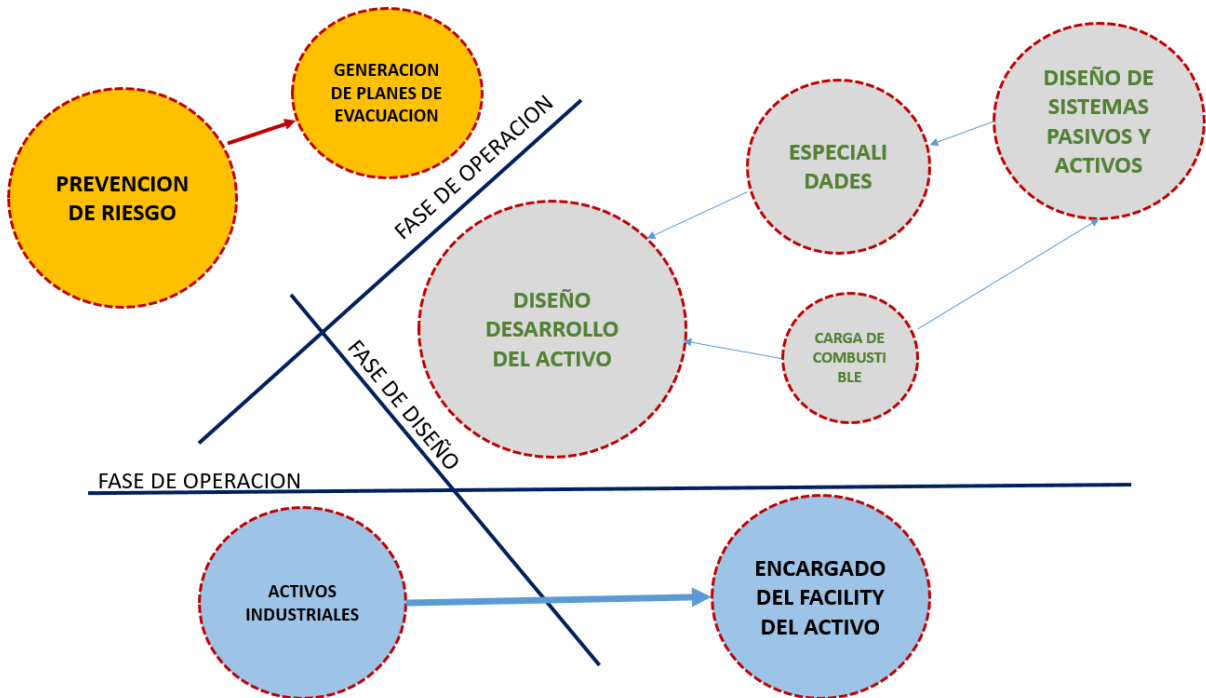 GENERACION
DE PLANES DE
EVACUACION
PREVENCION
DE RIESGO
FASE DE OPERACION
ESPECIALI
DADES
DISEÑO DE
SISTEMAS
PASIVOS Y
ACTIVOS
DISEÑO
DESARROLLO
DEL ACTIVO
CARGA DE
COMBUSTI
BLE
FASE DE DISEÑO
FASE DE OPERACION
ACTIVOS
INDUSTRIALES
ENCARGADO
DEL FACILITY
DEL ACTIVO